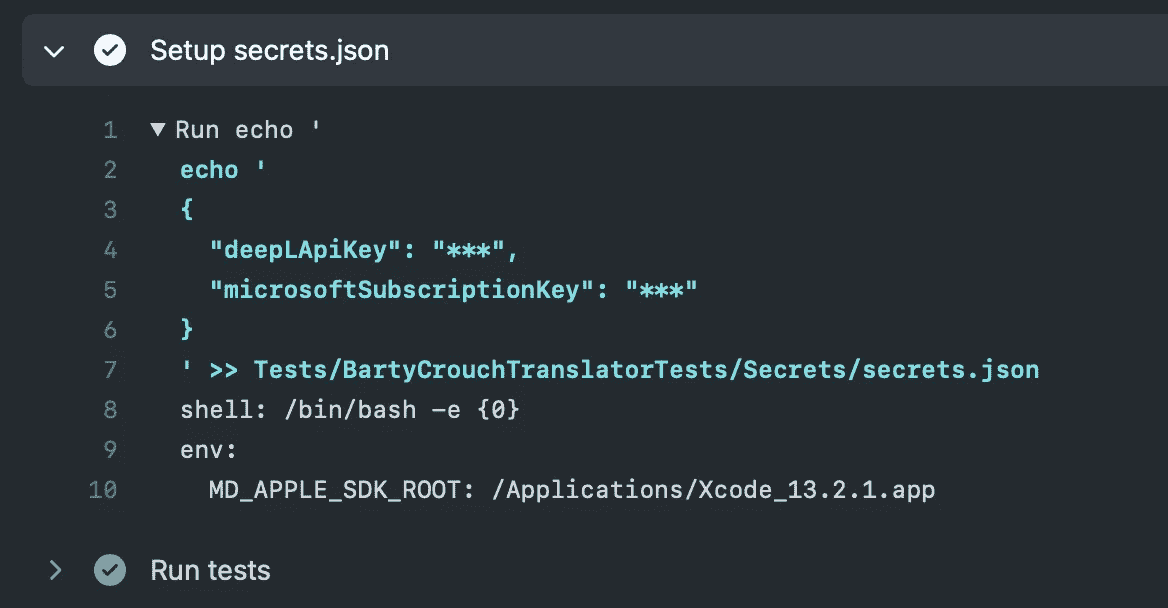 Setup secrets.json
1 ▼ Run echo '
2 echo '
3 {
4 "deepLApiKey": "***",
5 "microsoftSubscriptionKey": "***"
6 }
7 ' >> Tests/BartyCrouchTranslatorTests/Secrets/secrets.json
8 shell: /bin/bash -e {0}
9 env:
10 MD_APPLE_SDK_ROOT: /Applications/Xcode_13.2.1.app
Run tests